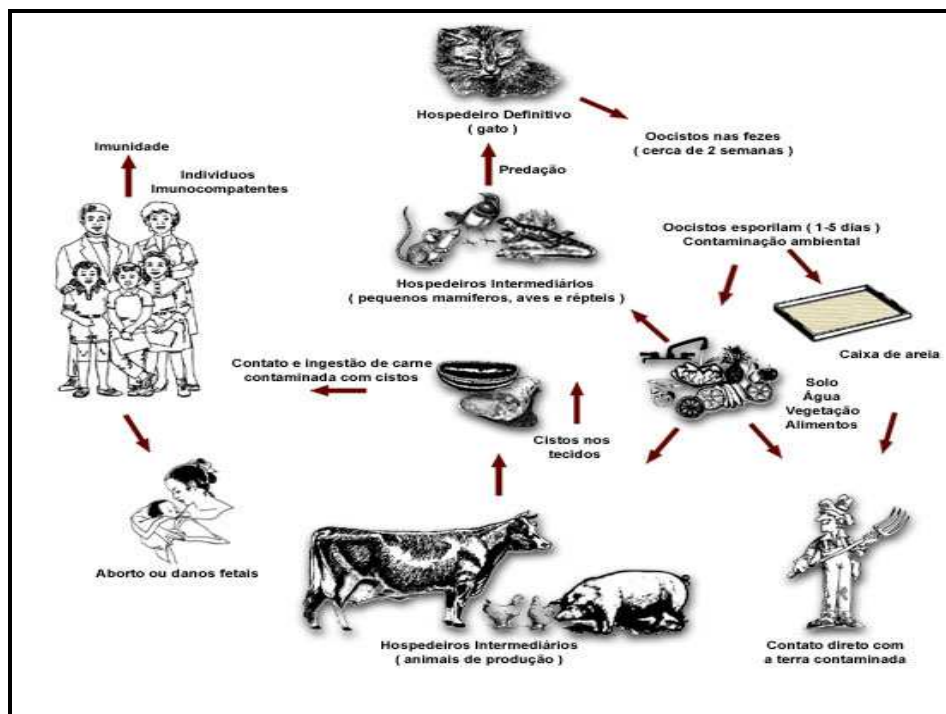 Hospedeiro Definitivo
( gato )
Oocistos nas fezes
( cerca de 2 semanas )
Imunidade
Predação
Individuos
Imunocompatentes
Oocistos esporilam ( 1-5 dias )
Contaminação ambiental
Hospedeiros Intermediários
( pequenos mamíferos, aves e répteis )
Caixa de areia
Contato e ingestão de carne
contaminada com cistos
Solo
Água
Vegetação
Alimentos
Cistos nos
tecidos
Aborto ou danos fetais
Hospedeiros Intermediários
( animais de produção )
Contato direto com
a terra contaminada